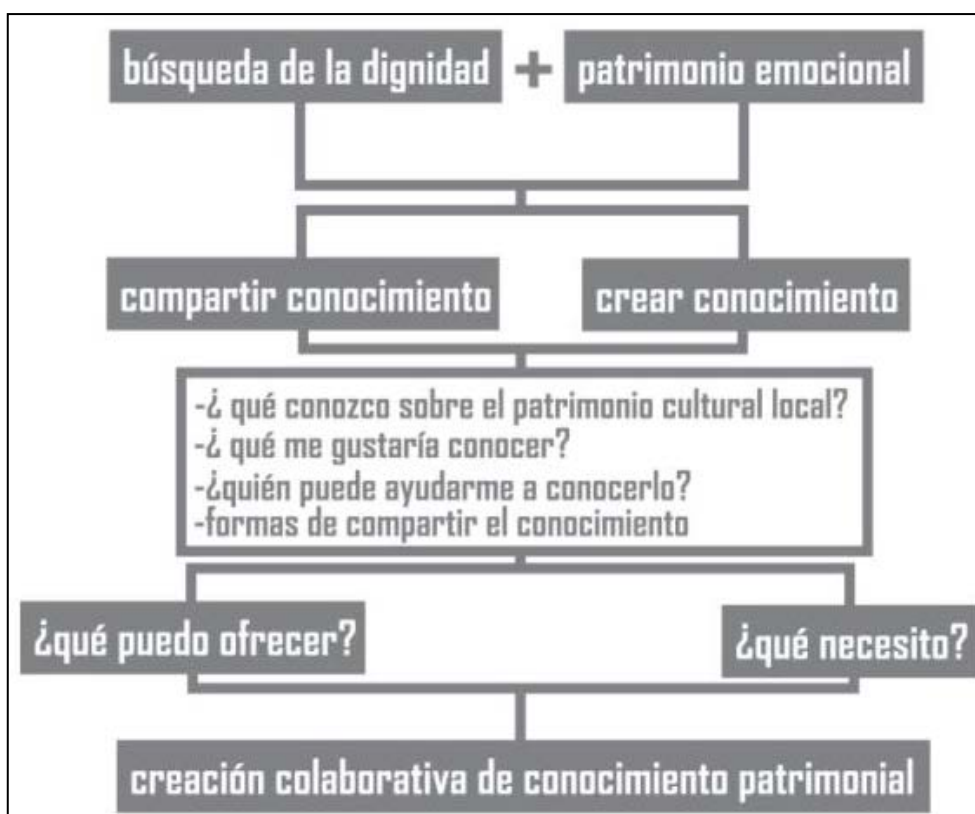 búsqueda de la dignidad + patrimonio emocional
compartir conocimiento
crear conocimiento
-¿ qué conozco sobre el patrimonio cultural local?
-¿ qué me gustaría conocer?
-¿quién puede ayudarme a conocerlo?
-formas de compartir el conocimiento
¿qué puedo ofrecer?
¿qué necesito?
creación colaborativa de conocimiento patrimonial